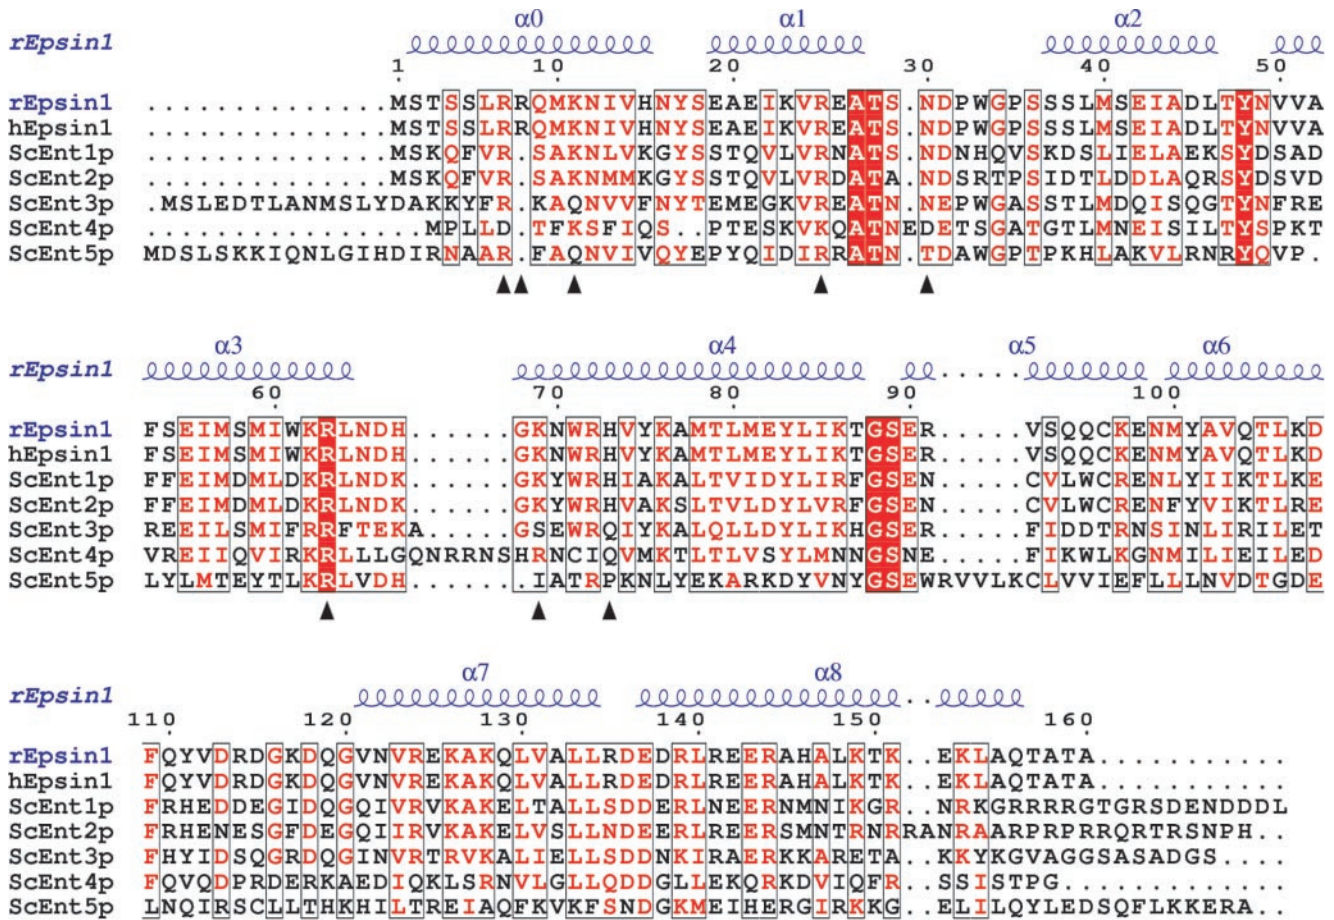 α0 α1 α2
rEpsin1
1 10 20 30 40 50
rEpsin1 ..............MSTSSLRRQMKNIVHNYSEAEIKVREATS.NDPWGPSSSLMSEIADLTYNVVA
hEpsin1 ..............MSTSSLRRQMKNIVHNYSEAEIKVREATS.NDPWGPSSSLMSEIADLTYNVVA
ScEnt1p ..............MSKQFVR.SAKNLVKGYSSTQVLVRNATS.NDNHQVSKDSLIELAEKSYDSAD
ScEnt2p ..............MSKQFVR.SAKNMMKGYSSTQVLVRDATA.NDSRTPSIDTLDDLAQRSYDSVD
ScEnt3p .MSLEDTLANMSLYDAKKYFR.KAQNVVFNYTEMEGKVREATN.NEPWGASSTLMDQISQGTYNFRE
ScEnt4p ................MPLLD.TFKSFIQS..PTESKVKQATNEDETSGATGTLMNEISILTYSPKT
ScEnt5p MDSLSKKIQNLGIHDIRNAAR.FAQNVIVQYEPYQIDIRRATN.TDAWGPTPKHLAKVLRNRYQVP.
α3 α4 α5 α6
rEpsin1 .....
60 70 80 90 100
rEpsin1 FSEIMSMIWKRLNDH......GKNWRHVYKAMTLMEYLIKTGSER.....VSQQCKENMYAVQTLKD
hEpsin1 FSEIMSMIWKRLNDH......GKNWRHVYKAMTLMEYLIKTGSER.....VSQQCKENMYAVQTLKD
ScEnt1p FFEIMDMLDKRLNDK......GKYWRHIAKALTVIDYLIRFGSEN.....CVLWCRENLYIIKTLKE
ScEnt2p FFEIMDMLDKRLNDK......GKYWRHVAKSLTVLDYLVRFGSEN.....CVLWCRENFYVIKTLRE
ScEnt3p REEILSMIFRRFTEKA.....GSEWRQIYKALQLLDYLIKHGSER.....FIDDTRNSINLIRILET
ScEnt4p VREIIQVIRKRLLLGQNRRNSHRNCIQVMKTLTLVSYLMNNGSNE.....FIKWLKGNMILIEILED
ScEnt5p LYLMTEYTLKRLVDH.......IATRPKNLYEKARKDYVNYGSEWRVVLKCLVVIEFLLLNVDTGDE
α7 α8
rEpsin1 ..
110 120 130 140 150 160
rEpsin1 FQYVDRDGKDQGVNVREKAKQLVALLRDEDRLREERAHALKTK..EKLAQTATA...........
hEpsin1 FQYVDRDGKDQGVNVREKAKQLVALLRDEDRLREERAHALKTK..EKLAQTATA...........
ScEnt1p FRHEDDEGIDQGQIVRVKAKELTALLSDDERLNEERNMNIKGR..NRKGRRRRGTGRSDENDDDL
ScEnt2p FRHENESGFDEGQIIRVKAKELVSLLNDEERLREERSMNTRNRRANRAARPRPRRQRTRSNPH..
ScEnt3p FHYIDSQGRDQGINVRTRVKALIELLSDDNKIRAERKKARETA..KKYKGVAGGSASADGS....
ScEnt4p FQVQDPRDERKAEDIQKLSRNVLGLLQDDGLLEKQRKDVIQFR..SSISTPG.............
ScEnt5p LNQIRSCLLTHKHILTREIAQFKVKFSNDGKMEIHERGIRKKG..ELILQYLEDSQFLKKERA..